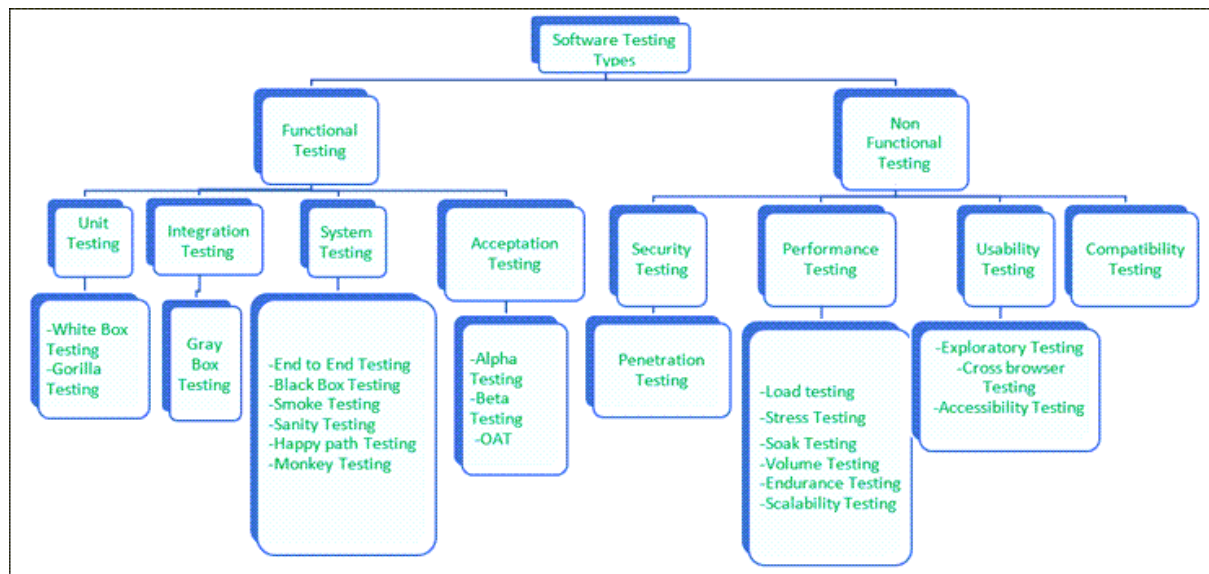 Software Testing
Types
Functional
Testing
Non
Functional
Testing
Unit
Testing
Integration
Testing
System
Testing
Acceptation
Testing
Security
Testing
Performance
Testing
Usability
Testing
Compatibility
Testing
-White Box
Testing
-Gorilla
Testing
Gray
Box
Testing
-End to End Testing
-Black Box Testing
-Smoke Testing
-Sanity Testing
-Happy path Testing
-Monkey Testing
-Alpha
Testing
-Beta
Testing
-OAT
Penetration
Testing
-Load testing
-Stress Testing
-Soak Testing
-Volume Testing
-Endurance Testing
-Scalability Testing
-Exploratory Testing
-Cross browser
Testing
-Accessibility Testing